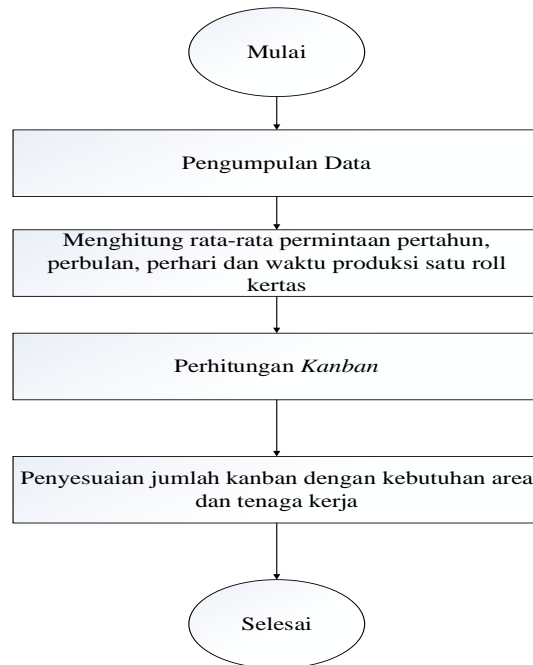 Mulai
Pengumpulan Data
Menghitung rata-rata permintaan pertahun,
perbulan, perhari dan waktu produksi satu roll
kertas
Perhitungan Kanban
Penyesuaian jumlah kanban dengan kebutuhan area
dan tenaga kerja
Selesai